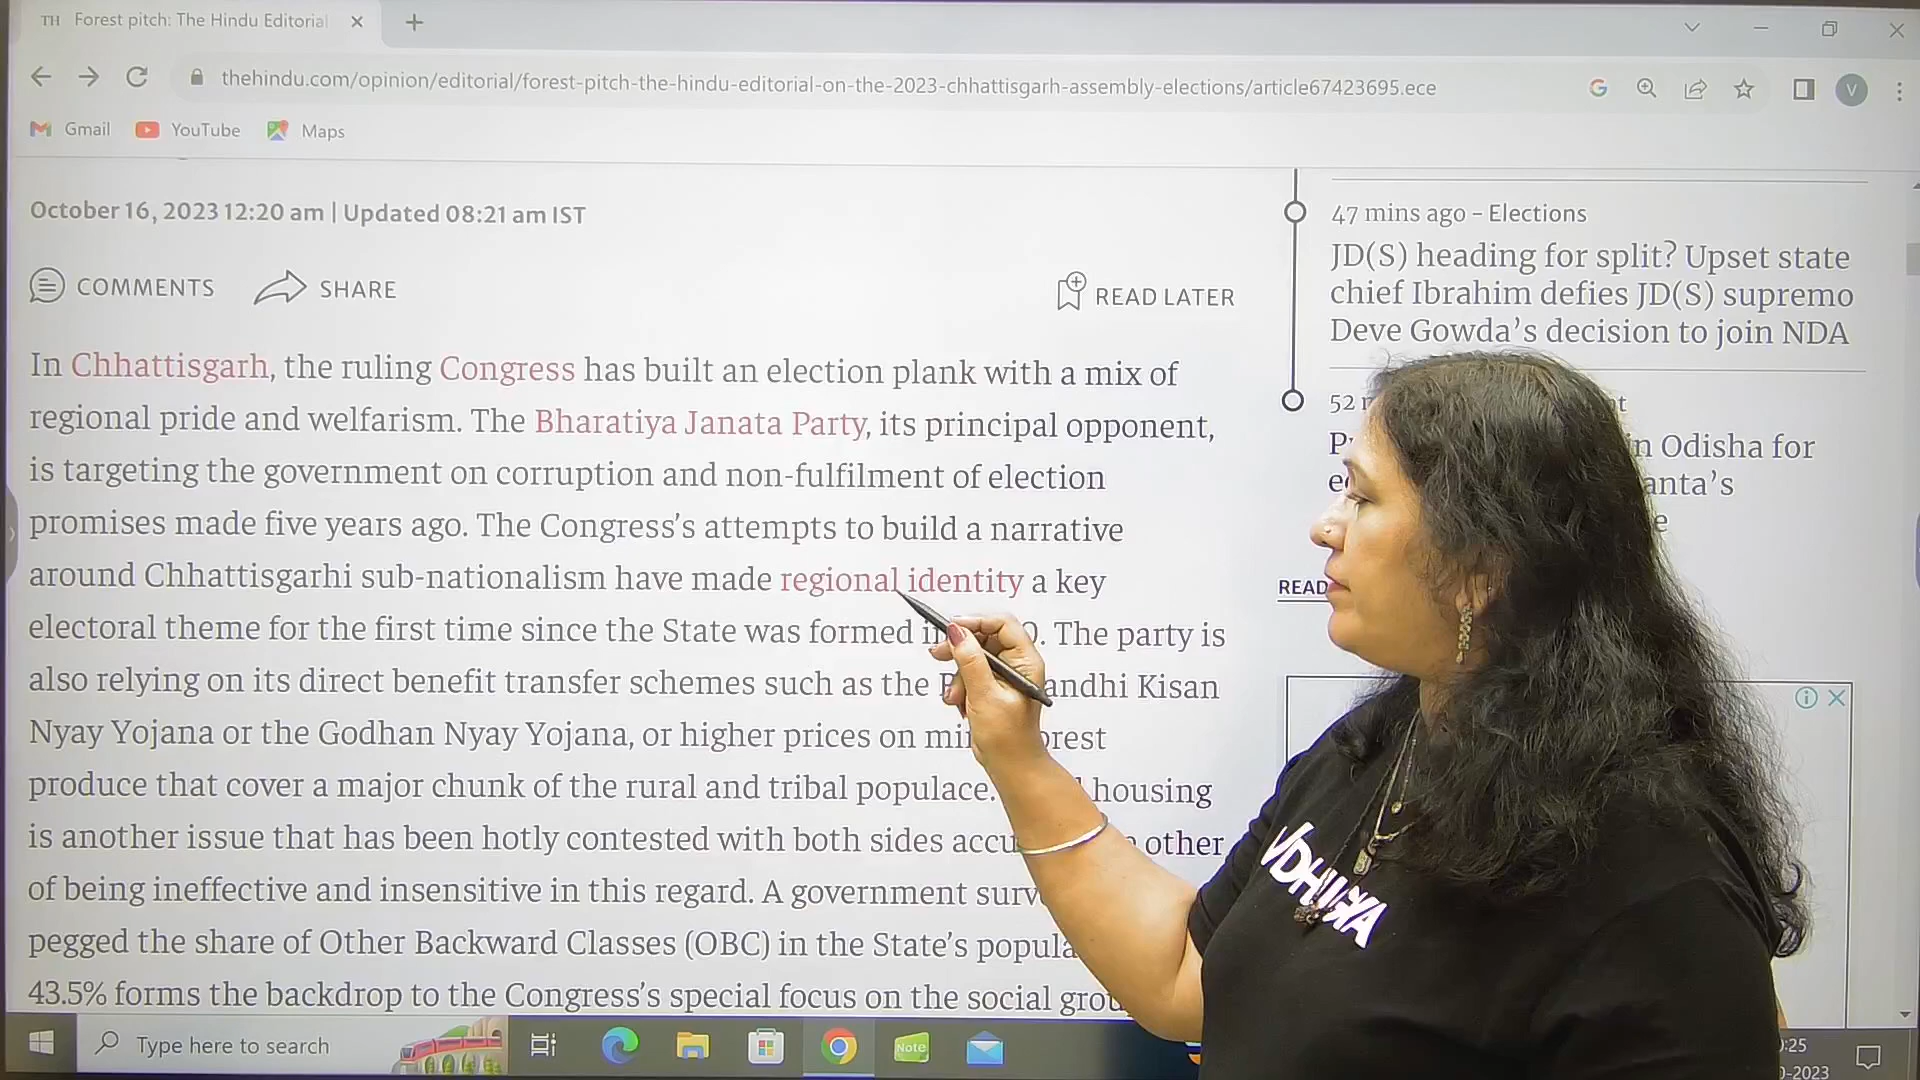 TH Forest pitch: The Hindu Editorial
thehindu.com/opinion/editorial/forest-pitch-the-hindu-editorial-on-the-2023-chhattisgarh-assembly-elections/article67423695.ece
V
Gmail YouTube Maps
October 16, 2023 12:20 am | Updated 08:21 am IST
COMMENTS SHARE READ LATER
In Chhattisgarh, the ruling Congress has built an election plank with a mix of
regional pride and welfarism. The Bharatiya Janata Party, its principal opponent,
is targeting the government on corruption and non-fulfilment of election
promises made five years ago. The Congress’s attempts to build a narrative
around Chhattisgarhi sub-nationalism have made regional identity a key
electoral theme for the first time since the State was formed in The party is
also relying on its direct benefit transfer schemes such as the Kisan
Nyay Yojana or the Godhan Nyay Yojana, or higher prices on
produce that cover a major chunk of the rural and tribal populace. housing
is another issue that has been hotly contested with both sides other
of being ineffective and insensitive in this regard. A government
pegged the share of Other Backward Classes (OBC) in the State’s
43.5% forms the backdrop to the Congress’s special focus on the social
47 mins ago - Elections
JD(S) heading for split? Upset state
chief Ibrahim defies JD(S) supremo
Deve Gowda’s decision to join NDA
52
in Odisha for
READ
Type here to search
Note